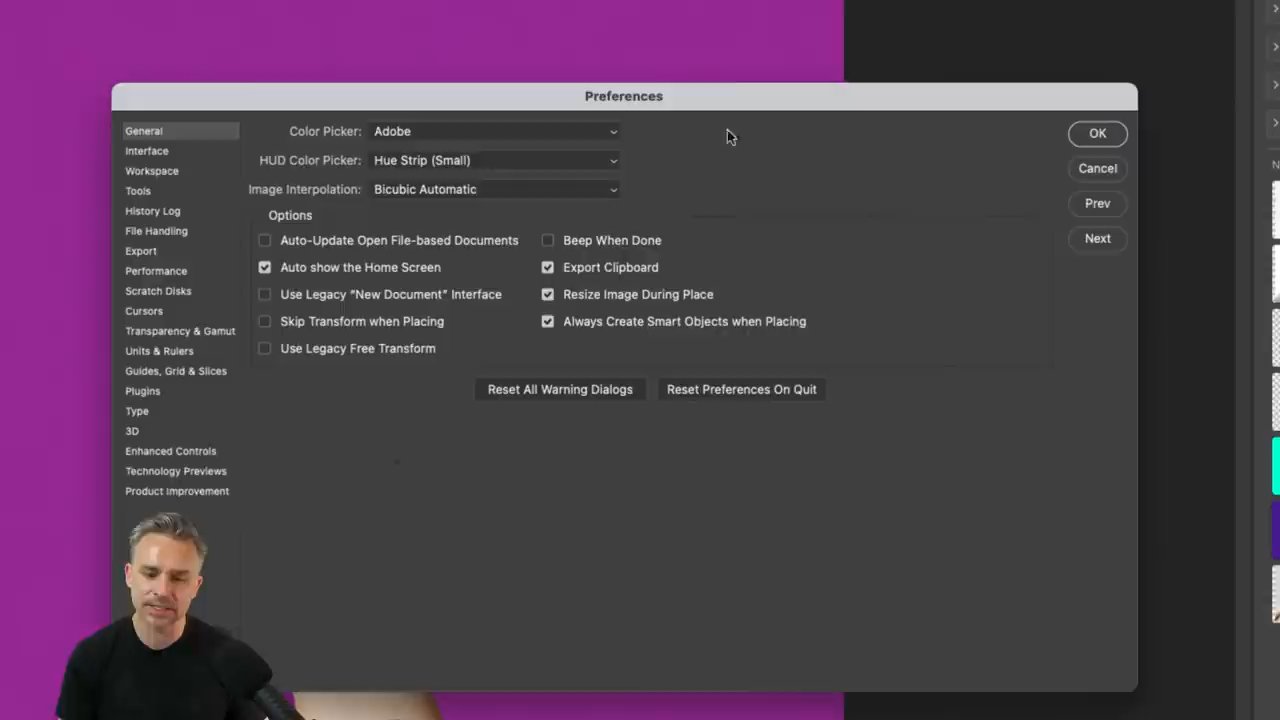 Preferences
General
Interface
Workspace
Tools
History Log
File Handling
Export
Performance
Scratch Disks
Cursors
Transparency & Gamut
Units & Rulers
Guides, Grid & Slices
Plugins
Type
3D
Enhanced Controls
Technology Previews
Product Improvement
Color Picker: Adobe
HUD Color Picker: Hue Strip (Small)
Image Interpolation: Bicubic Automatic
Options
Auto-Update Open File-based Documents
Beep When Done
Auto show the Home Screen
Export Clipboard
Use Legacy "New Document" Interface
Resize Image During Place
Skip Transform when Placing
Always Create Smart Objects when Placing
Use Legacy Free Transform
Reset All Warning Dialogs
Reset Preferences On Quit
OK
Cancel
Prev
Next